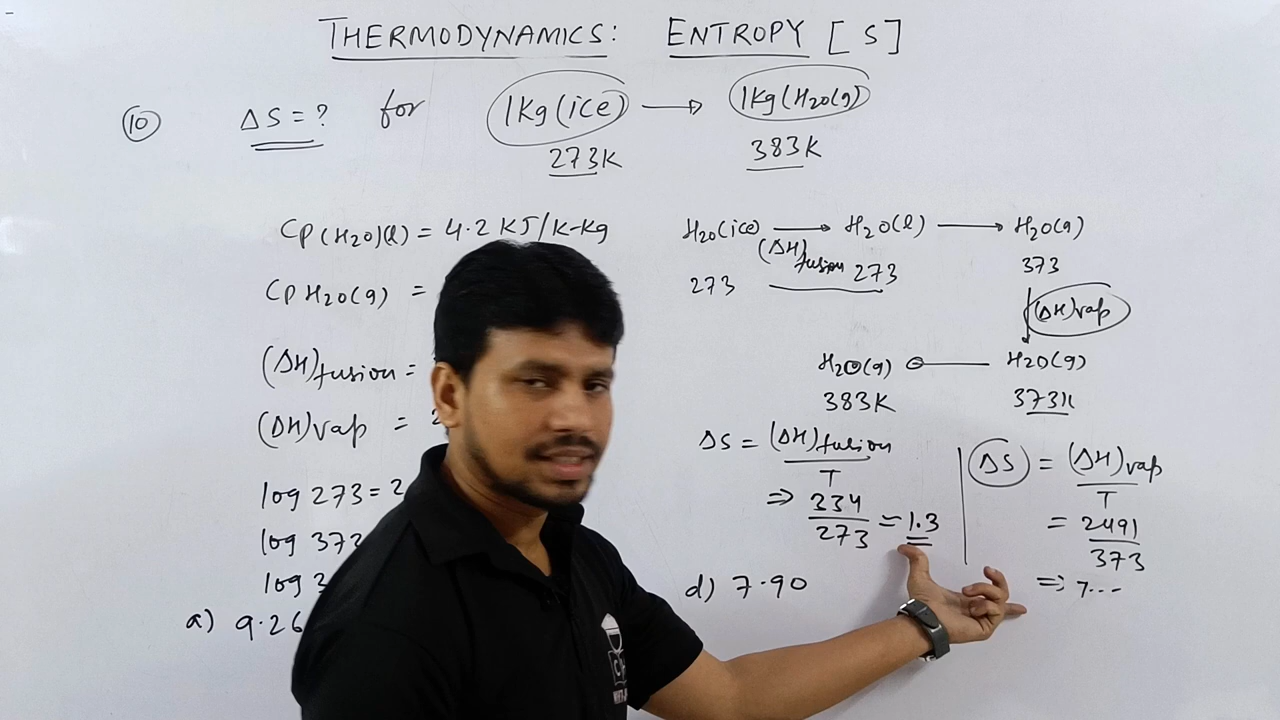 THERMODYNAMICS: ENTROPY [S]
(10) ΔS = ? for 1Kg(ice) → 1Kg(H2O(g))
273K 383K
Cp(H2O)(l) = 4.2 KJ/K-Kg
CpH2O(g) =
(ΔH)fusion =
(ΔH)vap =
log 273 = 2
log 373
log 3
a) 9.26
d) 7.90
H2O(ice) → H2O(l) → H2O(g)
(ΔH)fusion
273 273 373
(ΔH)vap
H2O(g) H2O(g)
383K 373K
ΔS = (ΔH)fusion
T
⇒ 334
273 = 1.3
ΔS = (ΔH)vap
T
= 2491
373
⇒ 7...